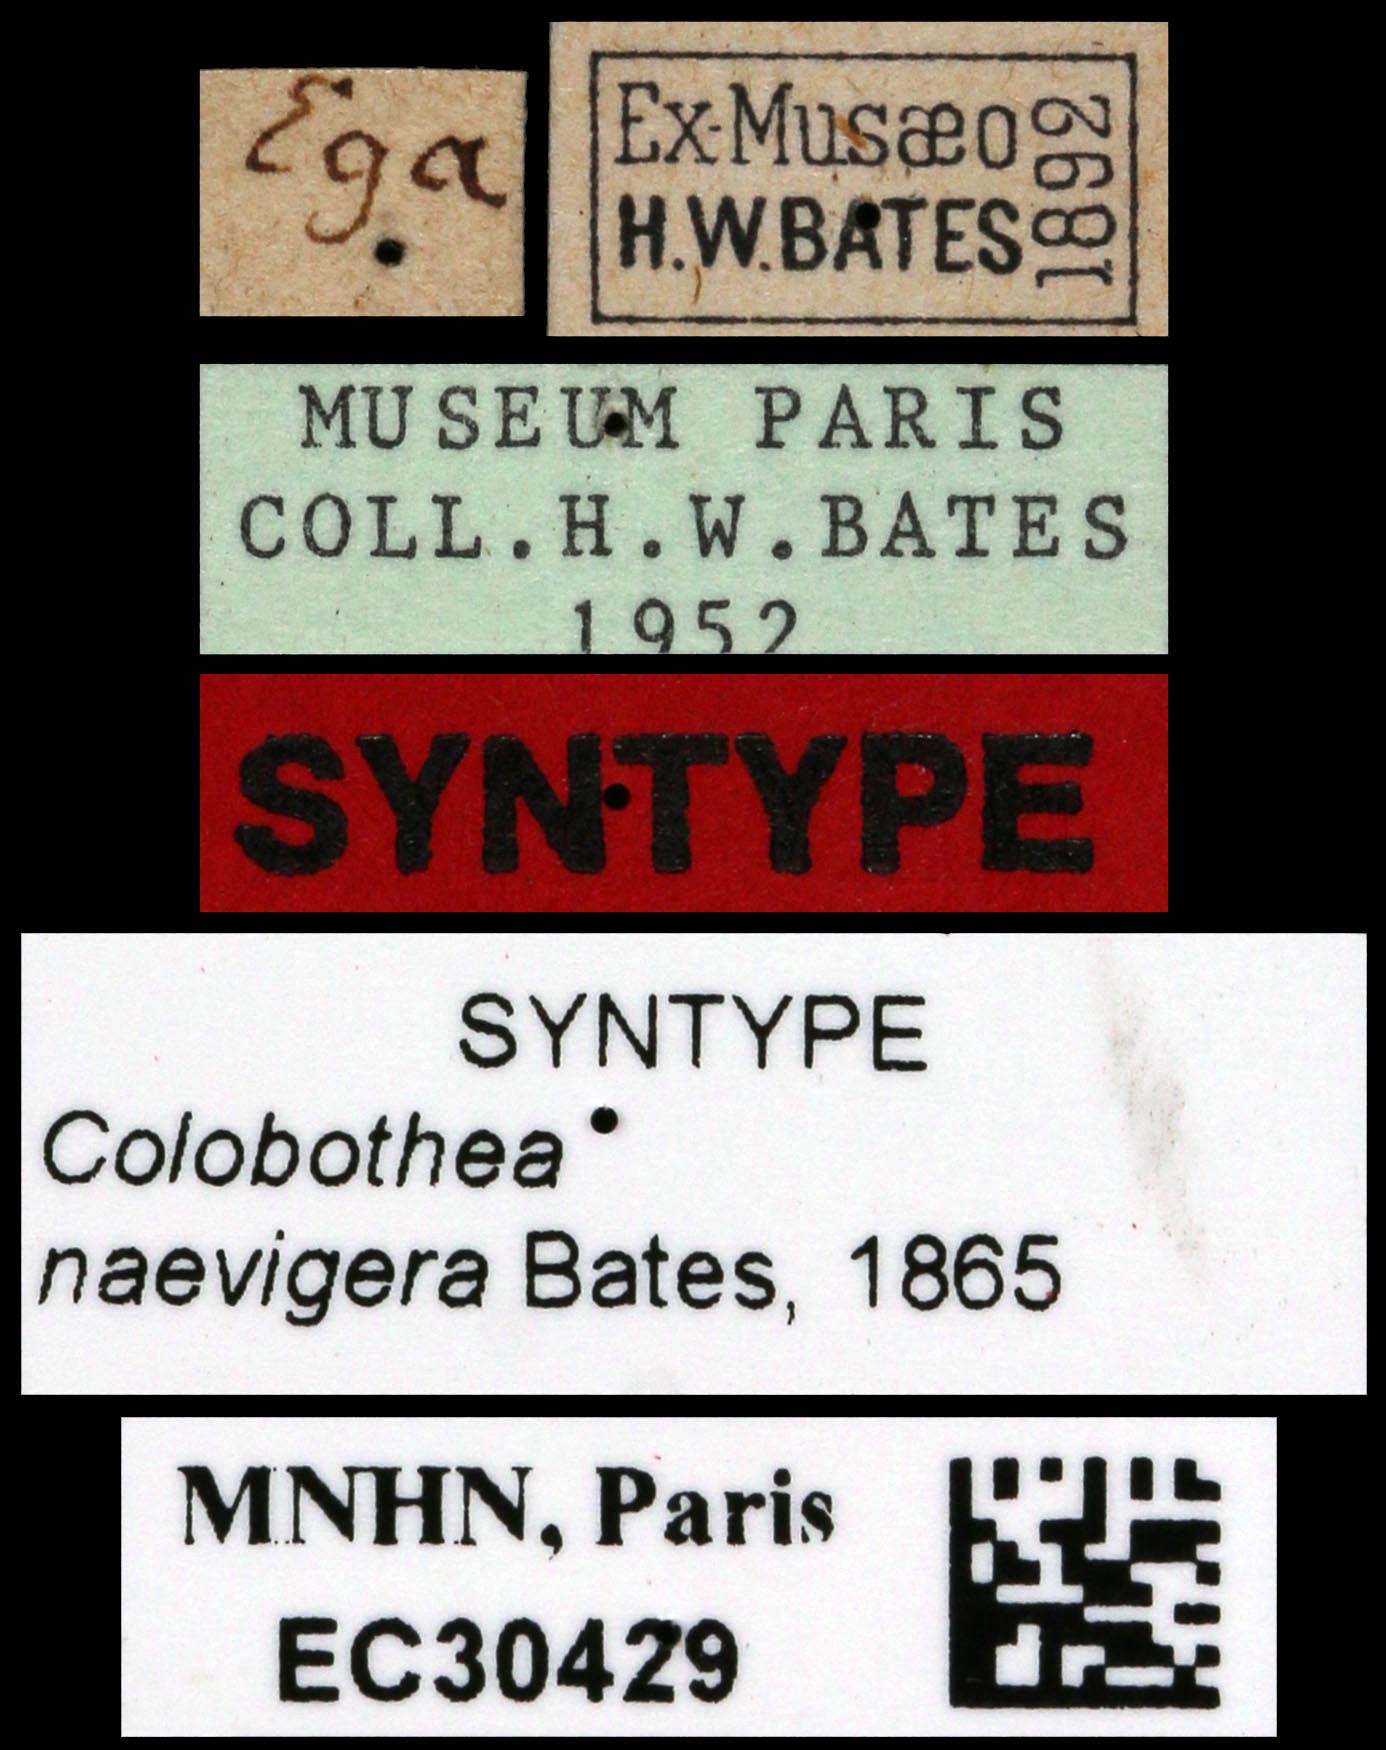 Ega
Ex-Musæo
H.W.BATES
1892
MUSEUM PARIS
COLL.H.W.BATES
1952
SYNTYPE
SYNTYPE
Colobothea
naevigera Bates, 1865
MNHN, Paris
EC30429